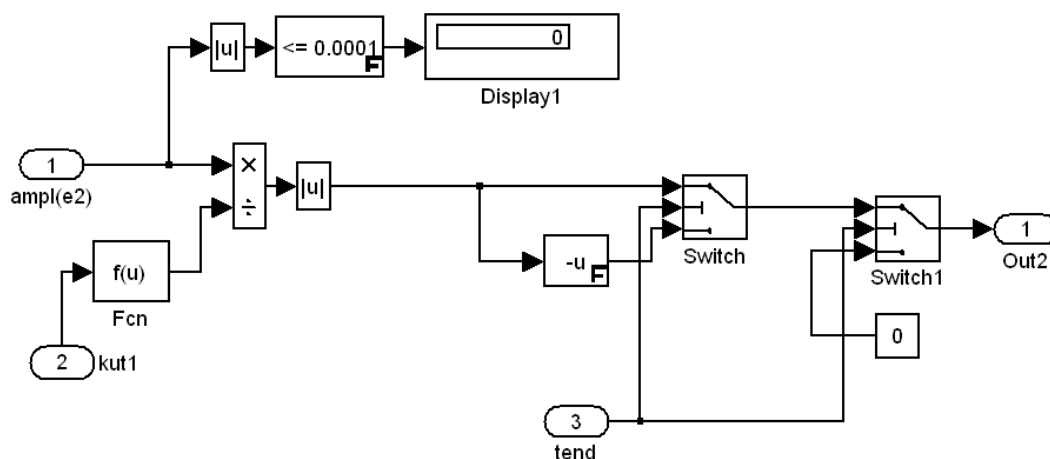 |u|
<= 0.0001
F
0
Display1
1
ampl(e2)
×
÷
|u|
f(u)
Fcn
2
kut1
-u
F
Switch
Switch1
1
Out2
0
3
tend